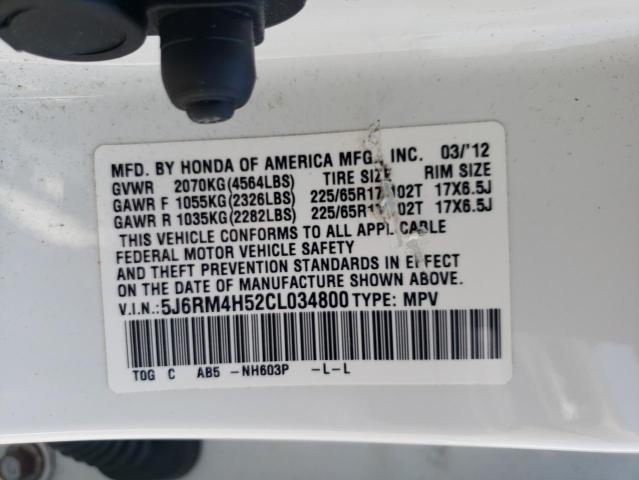 MFD. BY HONDA OF AMERICA MFG., INC. 03/'12
GVWR 2070KG(4564LBS) TIRE SIZE RIM SIZE
GAWR F 1055KG(2326LBS) 225/65R17 102T 17X6.5J
GAWR R 1035KG(2282LBS) 225/65R17 102T 17X6.5J
THIS VEHICLE CONFORMS TO ALL APPLICABLE
FEDERAL MOTOR VEHICLE SAFETY
AND THEFT PREVENTION STANDARDS IN EFFECT
ON THE DATE OF MANUFACTURE SHOWN ABOVE.
V.I.N.: 5J6RM4H52CL034800 TYPE: MPV
TOG C AB5 -NH603P -L-L